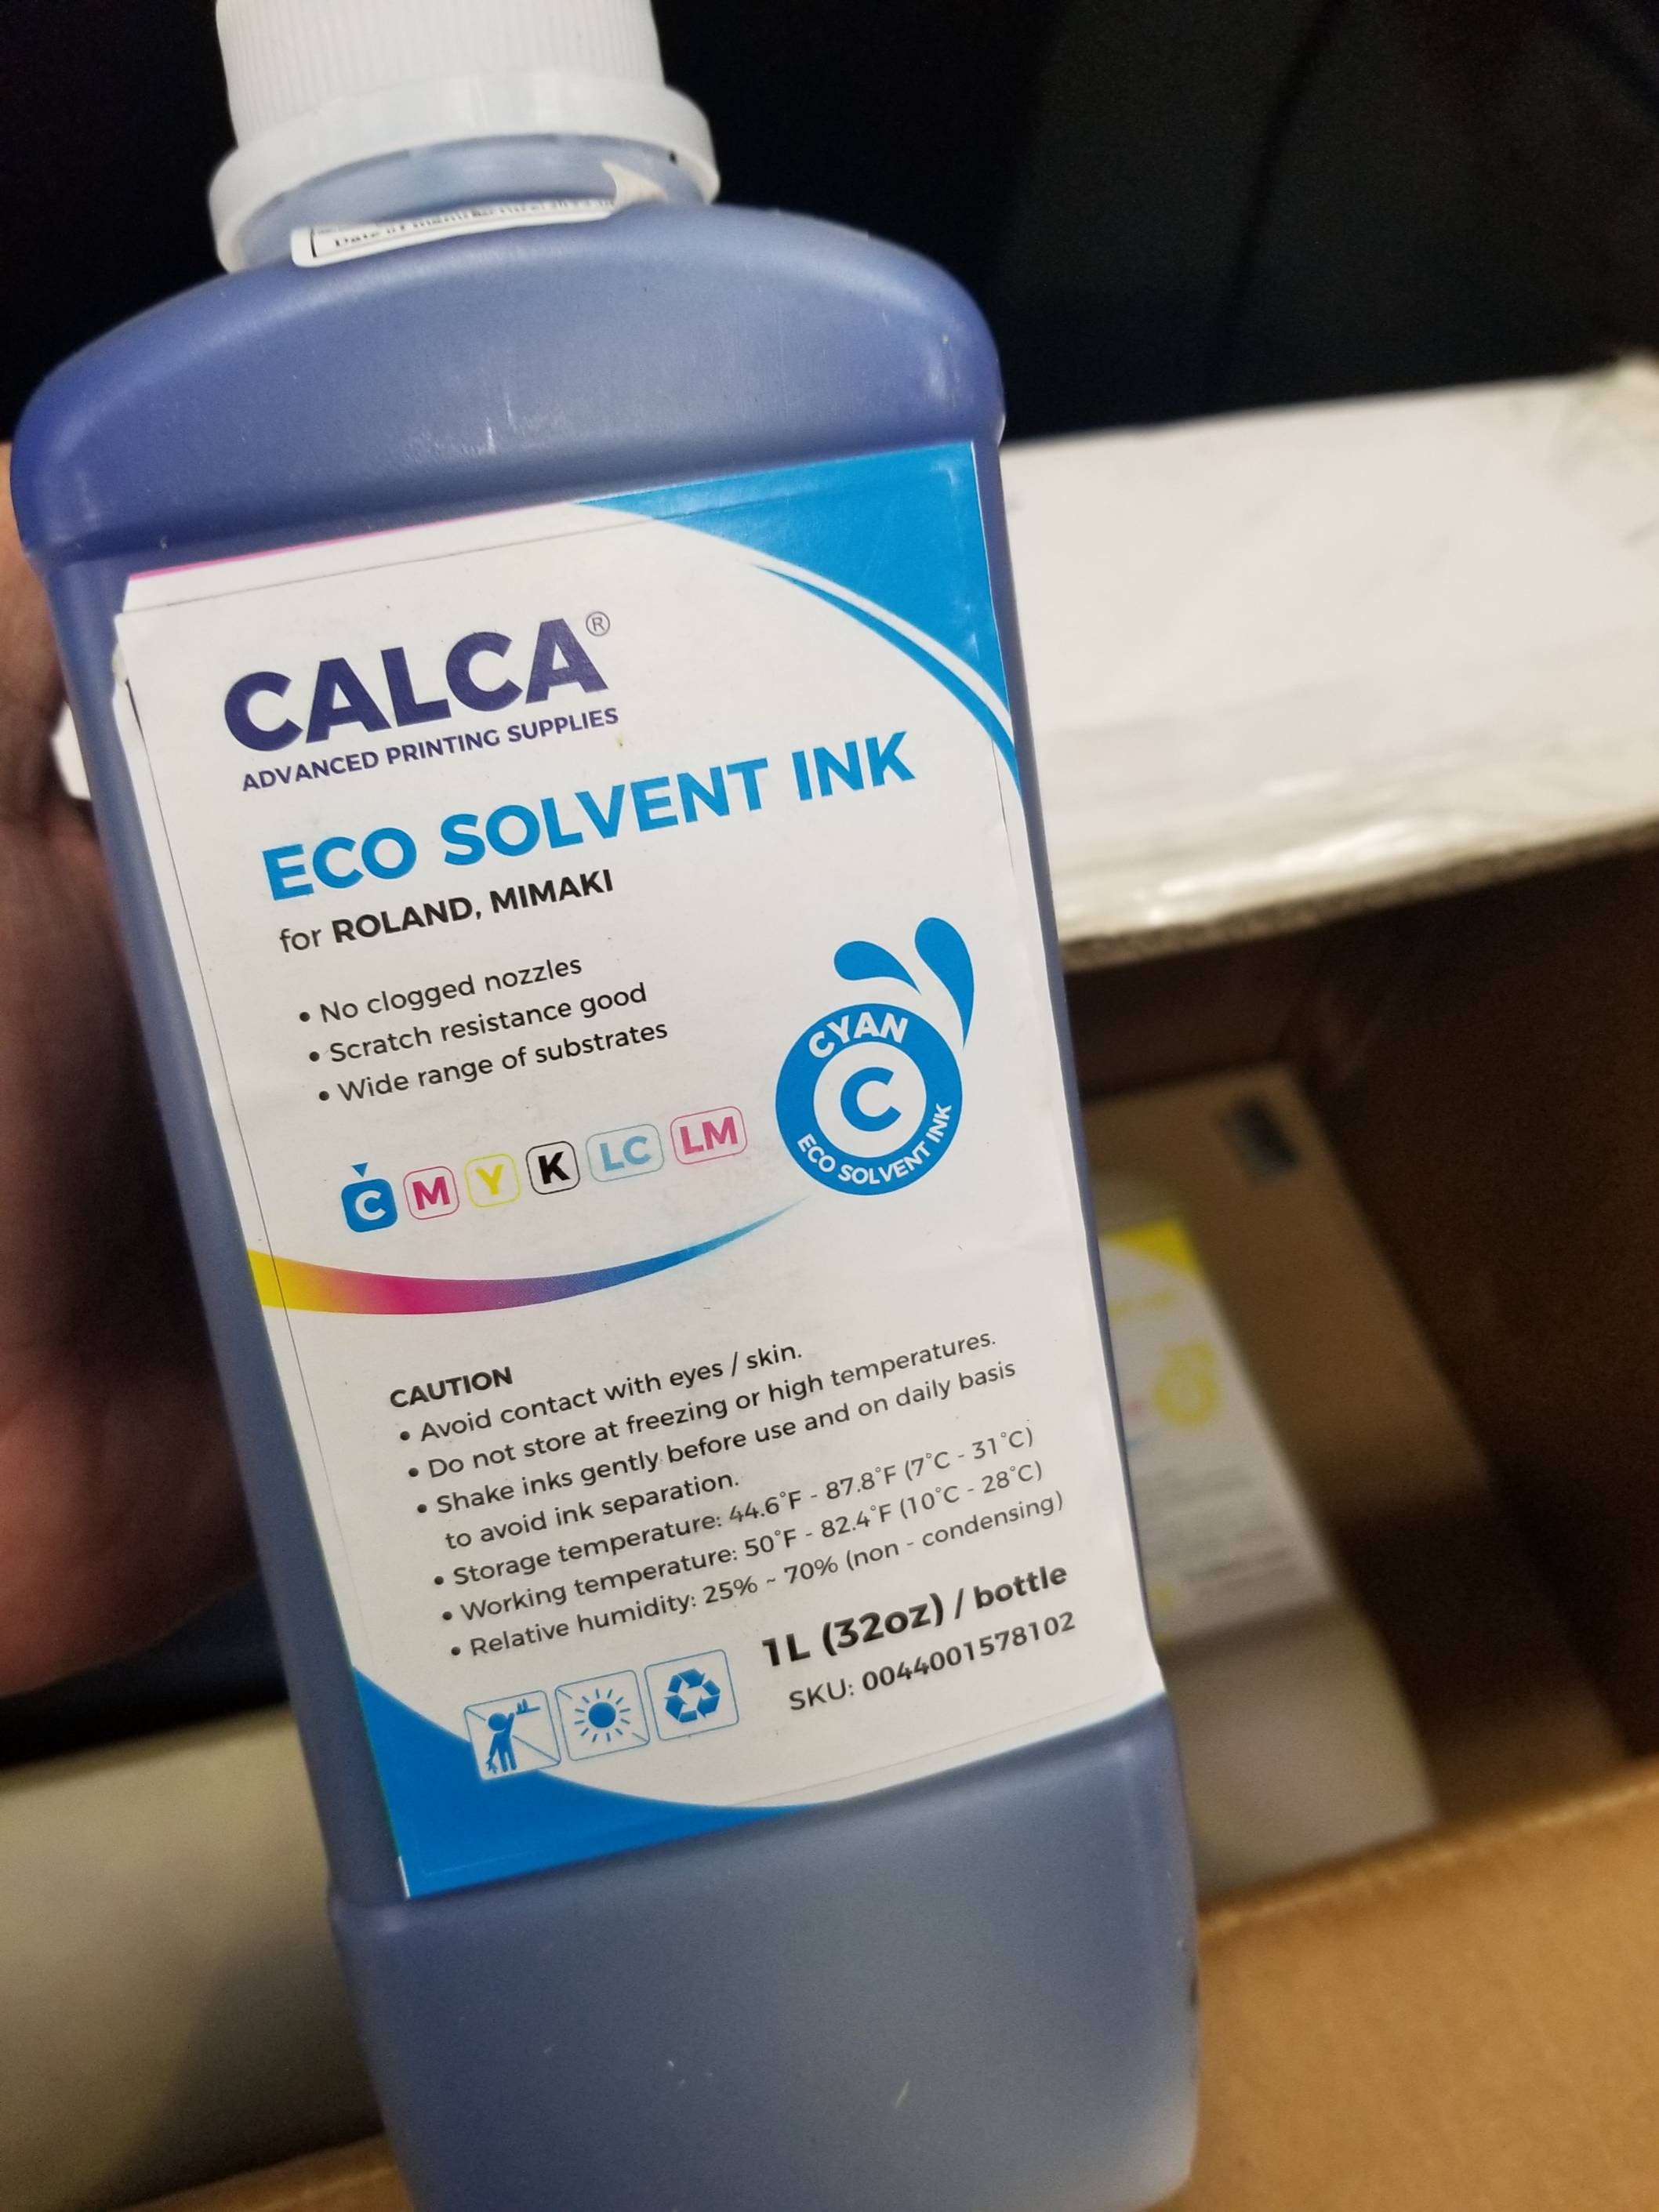 Date of manufacture:
CALCA®
ADVANCED PRINTING SUPPLIES
ECO SOLVENT INK
for ROLAND, MIMAKI
• No clogged nozzles
• Scratch resistance good
• Wide range of substrates
C M Y K LC LM
CYAN
C
ECO SOLVENT INK
CAUTION
• Avoid contact with eyes / skin.
• Do not store at freezing or high temperatures.
• Shake inks gently before use and on daily basis
to avoid ink separation.
• Storage temperature: 44.6°F - 87.8°F (7°C - 31°C)
• Working temperature: 50°F - 82.4°F (10°C - 28°C)
• Relative humidity: 25% ~ 70% (non - condensing)
1L (32oz) / bottle
SKU: 0044001578102